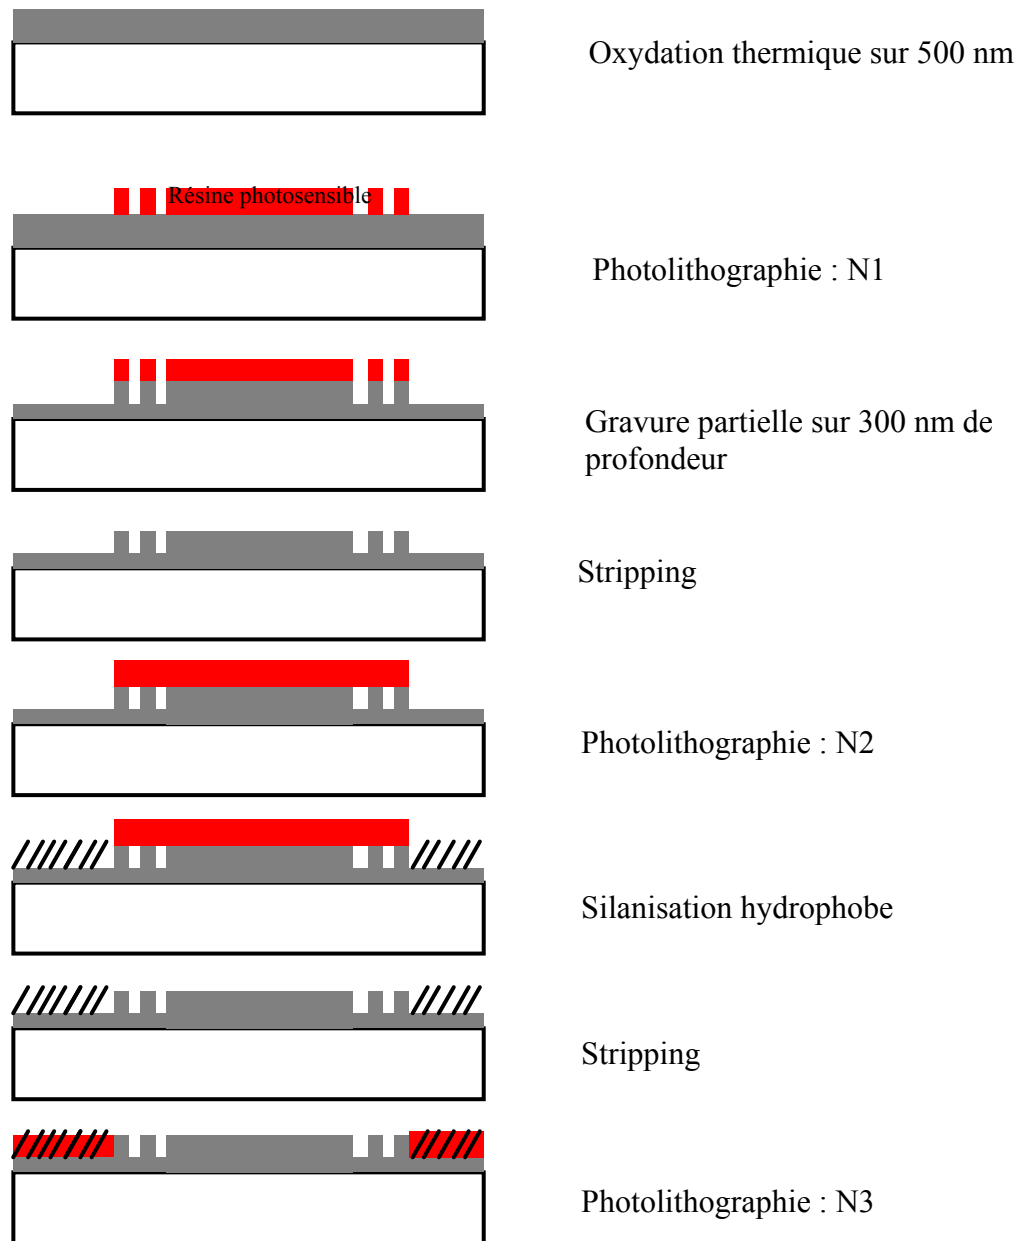 Oxydation thermique sur 500 nm
Résine photosensible
Photolithographie : N1
Gravure partielle sur 300 nm de
profondeur
Stripping
Photolithographie : N2
Silanisation hydrophobe
Stripping
Photolithographie : N3